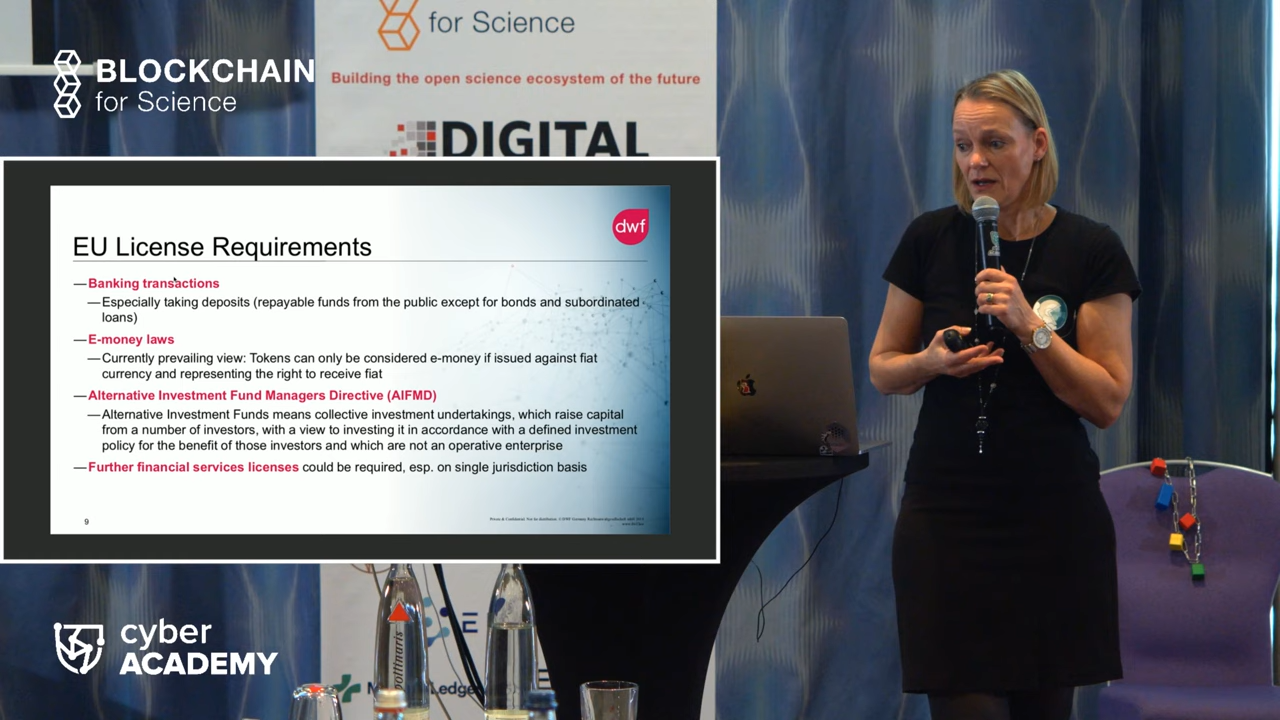 for Science
Building the open science ecosystem of the future
DIGITAL
BLOCKCHAIN
for Science
dwf
EU License Requirements
—Banking transactions
—Especially taking deposits (repayable funds from the public except for bonds and subordinated
loans)
—E-money laws
—Currently prevailing view: Tokens can only be considered e-money if issued against fiat
currency and representing the right to receive fiat
—Alternative Investment Fund Managers Directive (AIFMD)
—Alternative Investment Funds means collective investment undertakings, which raise capital
from a number of investors, with a view to investing it in accordance with a defined investment
policy for the benefit of those investors and which are not an operative enterprise
—Further financial services licenses could be required, esp. on single jurisdiction basis
9
cyber
ACADEMY